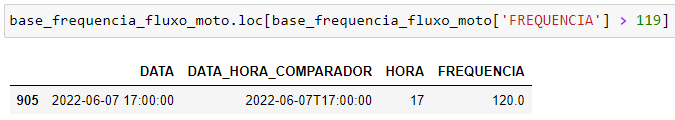 base_frequencia_fluxo_moto.loc[base_frequencia_fluxo_moto['FREQUENCIA'] > 119]
DATA DATA_HORA_COMPARADOR HORA FREQUENCIA
905 2022-06-07 17:00:00 2022-06-07T17:00:00 17 120.0